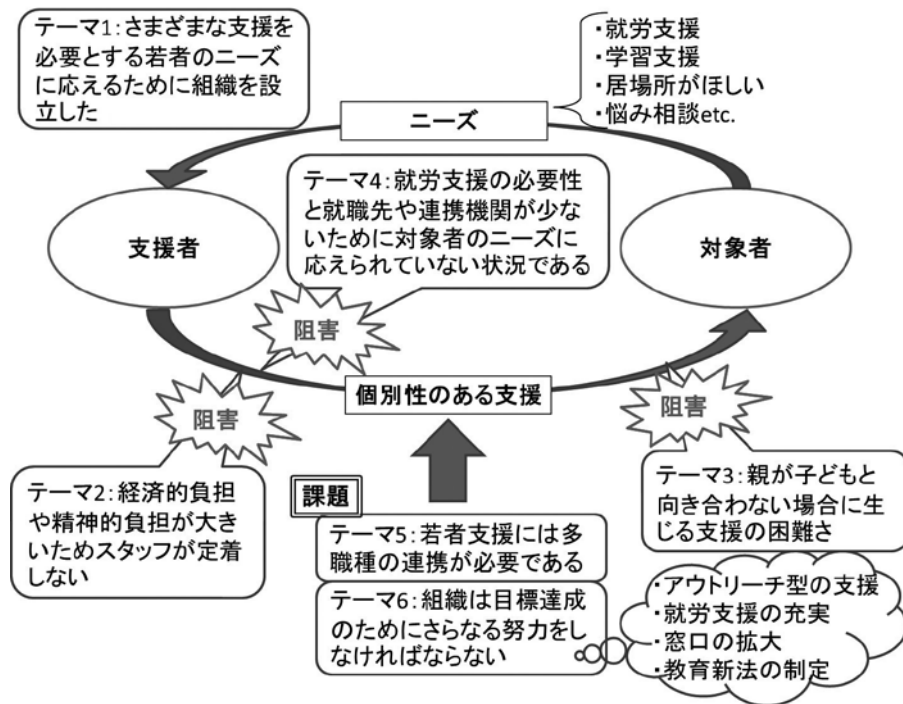 テーマ1：さまざまな支援を
必要とする若者のニーズ
に応えるために組織を設
立した
・就労支援
・学習支援
・居場所がほしい
・悩み相談etc.
ニーズ
テーマ4：就労支援の必要性
と就職先や連携機関が少な
いために対象者のニーズに
応えられていない状況である
支援者
対象者
阻害
個別性のある支援
阻害
阻害
テーマ2：経済的負担
や精神的負担が大き
いためスタッフが定着
しない
課題
テーマ5：若者支援には多
職種の連携が必要である
テーマ6：組織は目標達成
のためにさらなる努力をし
なければならない
テーマ3：親が子どもと
向き合わない場合に生
じる支援の困難さ
・アウトリーチ型の支援
・就労支援の充実
・窓口の拡大
・教育新法の制定